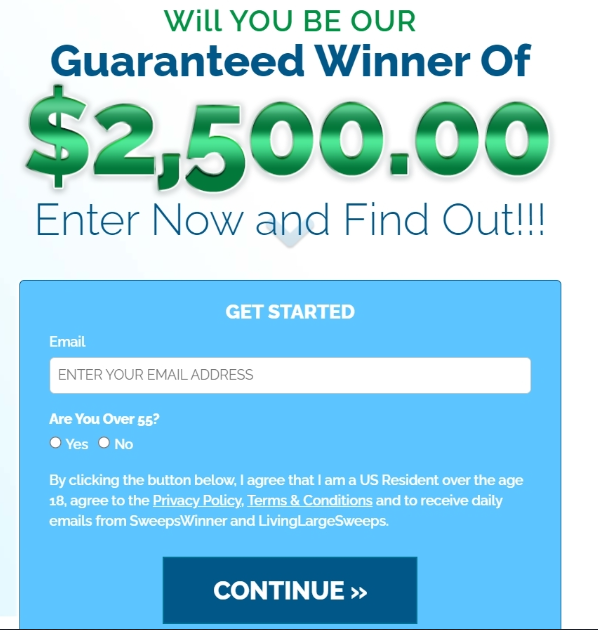 Will YOU BE OUR
Guaranteed Winner Of
$2,500.00
Enter Now and Find Out!!!
GET STARTED
Email
ENTER YOUR EMAIL ADDRESS
Are You Over 55?
Yes No
By clicking the button below, I agree that I am a US Resident over the age
18, agree to the Privacy Policy, Terms & Conditions and to receive daily
emails from SweepsWinner and LivingLargeSweeps.
CONTINUE »